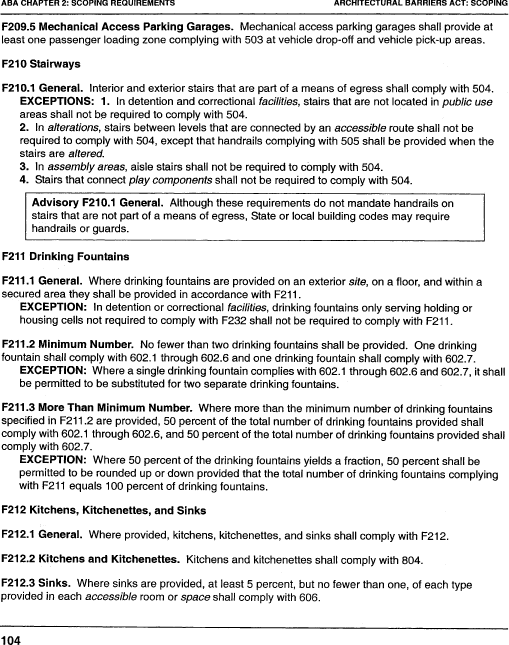 ABA CHAPTER 2: SCOPING REQUIREMENTS ARCHITECTURAL BARRIERS ACT: SCOPING
F209.5 Mechanical Access Parking Garages. Mechanical access parking garages shall provide at
least one passenger loading zone complying with 503 at vehicle drop-off and vehicle pick-up areas.
F210 Stairways
F210.1 General. Interior and exterior stairs that are part of a means of egress shall comply with 504.
EXCEPTIONS: 1. In detention and correctional facilities, stairs that are not located in public use
areas shall not be required to comply with 504.
2. In alterations, stairs between levels that are connected by an accessible route shall not be
required to comply with 504, except that handrails complying with 505 shall be provided when the
stairs are altered.
3. In assembly areas, aisle stairs shall not be required to comply with 504.
4. Stairs that connect play components shall not be required to comply with 504.
Advisory F210.1 General. Although these requirements do not mandate handrails on
stairs that are not part of a means of egress, State or local building codes may require
handrails or guards.
F211 Drinking Fountains
F211.1 General. Where drinking fountains are provided on an exterior site, on a floor, and within a
secured area they shall be provided in accordance with F211.
EXCEPTION: In detention or correctional facilities, drinking fountains only serving holding or
housing cells not required to comply with F232 shall not be required to comply with F211.
F211.2 Minimum Number. No fewer than two drinking fountains shall be provided. One drinking
fountain shall comply with 602.1 through 602.6 and one drinking fountain shall comply with 602.7.
EXCEPTION: Where a single drinking fountain complies with 602.1 through 602.6 and 602.7, it shall
be permitted to be substituted for two separate drinking fountains.
F211.3 More Than Minimum Number. Where more than the minimum number of drinking fountains
specified in F211.2 are provided, 50 percent of the total number of drinking fountains provided shall
comply with 602.1 through 602.6, and 50 percent of the total number of drinking fountains provided shall
comply with 602.7.
EXCEPTION: Where 50 percent of the drinking fountains yields a fraction, 50 percent shall be
permitted to be rounded up or down provided that the total number of drinking fountains complying
with F211 equals 100 percent of drinking fountains.
F212 Kitchens, Kitchenettes, and Sinks
F212.1 General. Where provided, kitchens, kitchenettes, and sinks shall comply with F212.
F212.2 Kitchens and Kitchenettes. Kitchens and kitchenettes shall comply with 804.
F212.3 Sinks. Where sinks are provided, at least 5 percent, but no fewer than one, of each type
provided in each accessible room or space shall comply with 606.
104